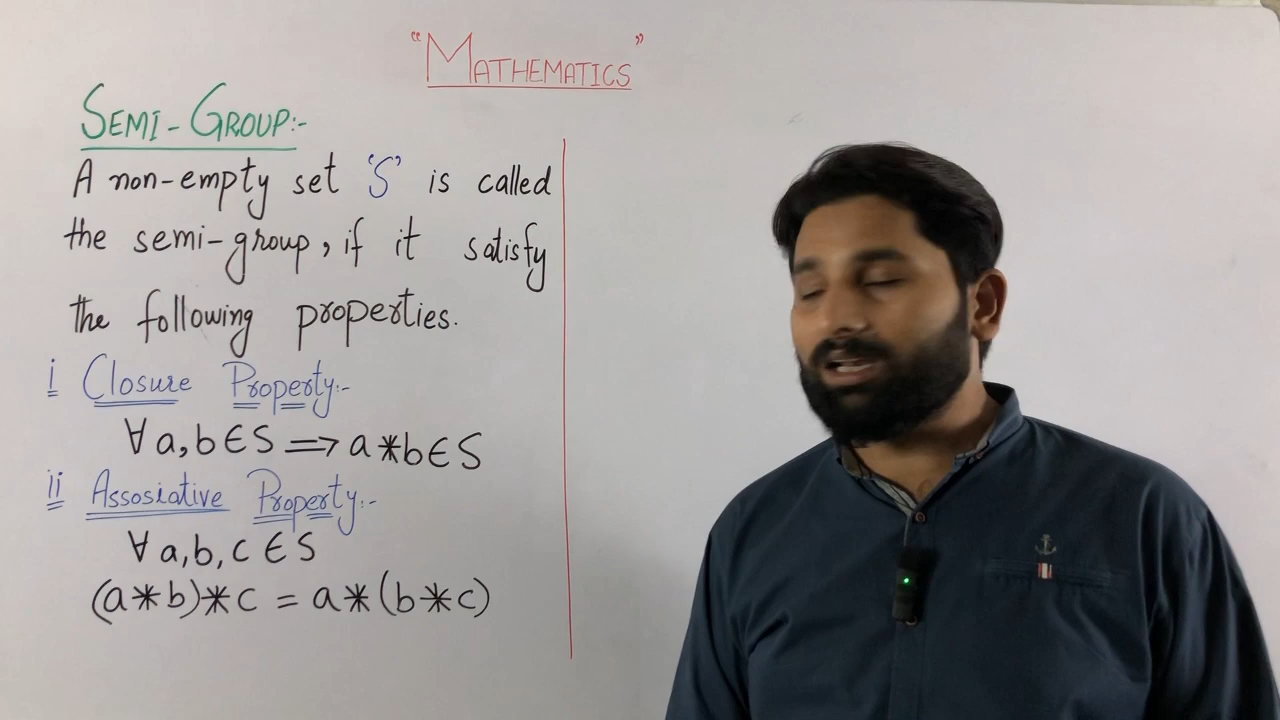 “MATHEMATICS”
SEMI-GROUP:-
A non-empty set ‘S’ is called
the semi-group, if it satisfy
the following properties.
i Closure Property:-
∀ a, b ∈ S ⇒ a * b ∈ S
ii Assosiative Property:-
∀ a, b, c ∈ S
(a * b) * c = a * (b * c)